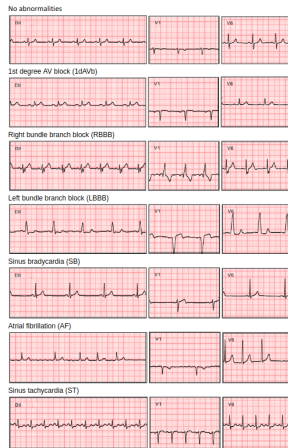 No abnormalities
DII V1 V6
1st degree AV block (1dAVb)
DII V1 V6
Right bundle branch block (RBBB)
DII V1 V6
Left bundle branch block (LBBB)
DII V1 V6
Sinus bradycardia (SB)
DII V1 V6
Atrial fibrillation (AF)
DII V1 V6
Sinus tachycardia (ST)
DII V1 V6